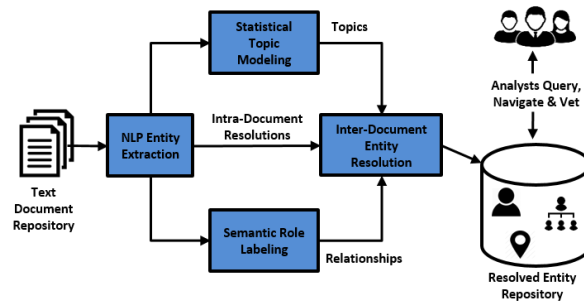 Statistical
Topic
Modeling
Topics
Analysts Query,
Navigate & Vet
NLP Entity
Extraction
Intra-Document
Resolutions
Inter-Document
Entity
Resolution
Text
Document
Repository
Semantic Role
Labeling
Relationships
Resolved Entity
Repository